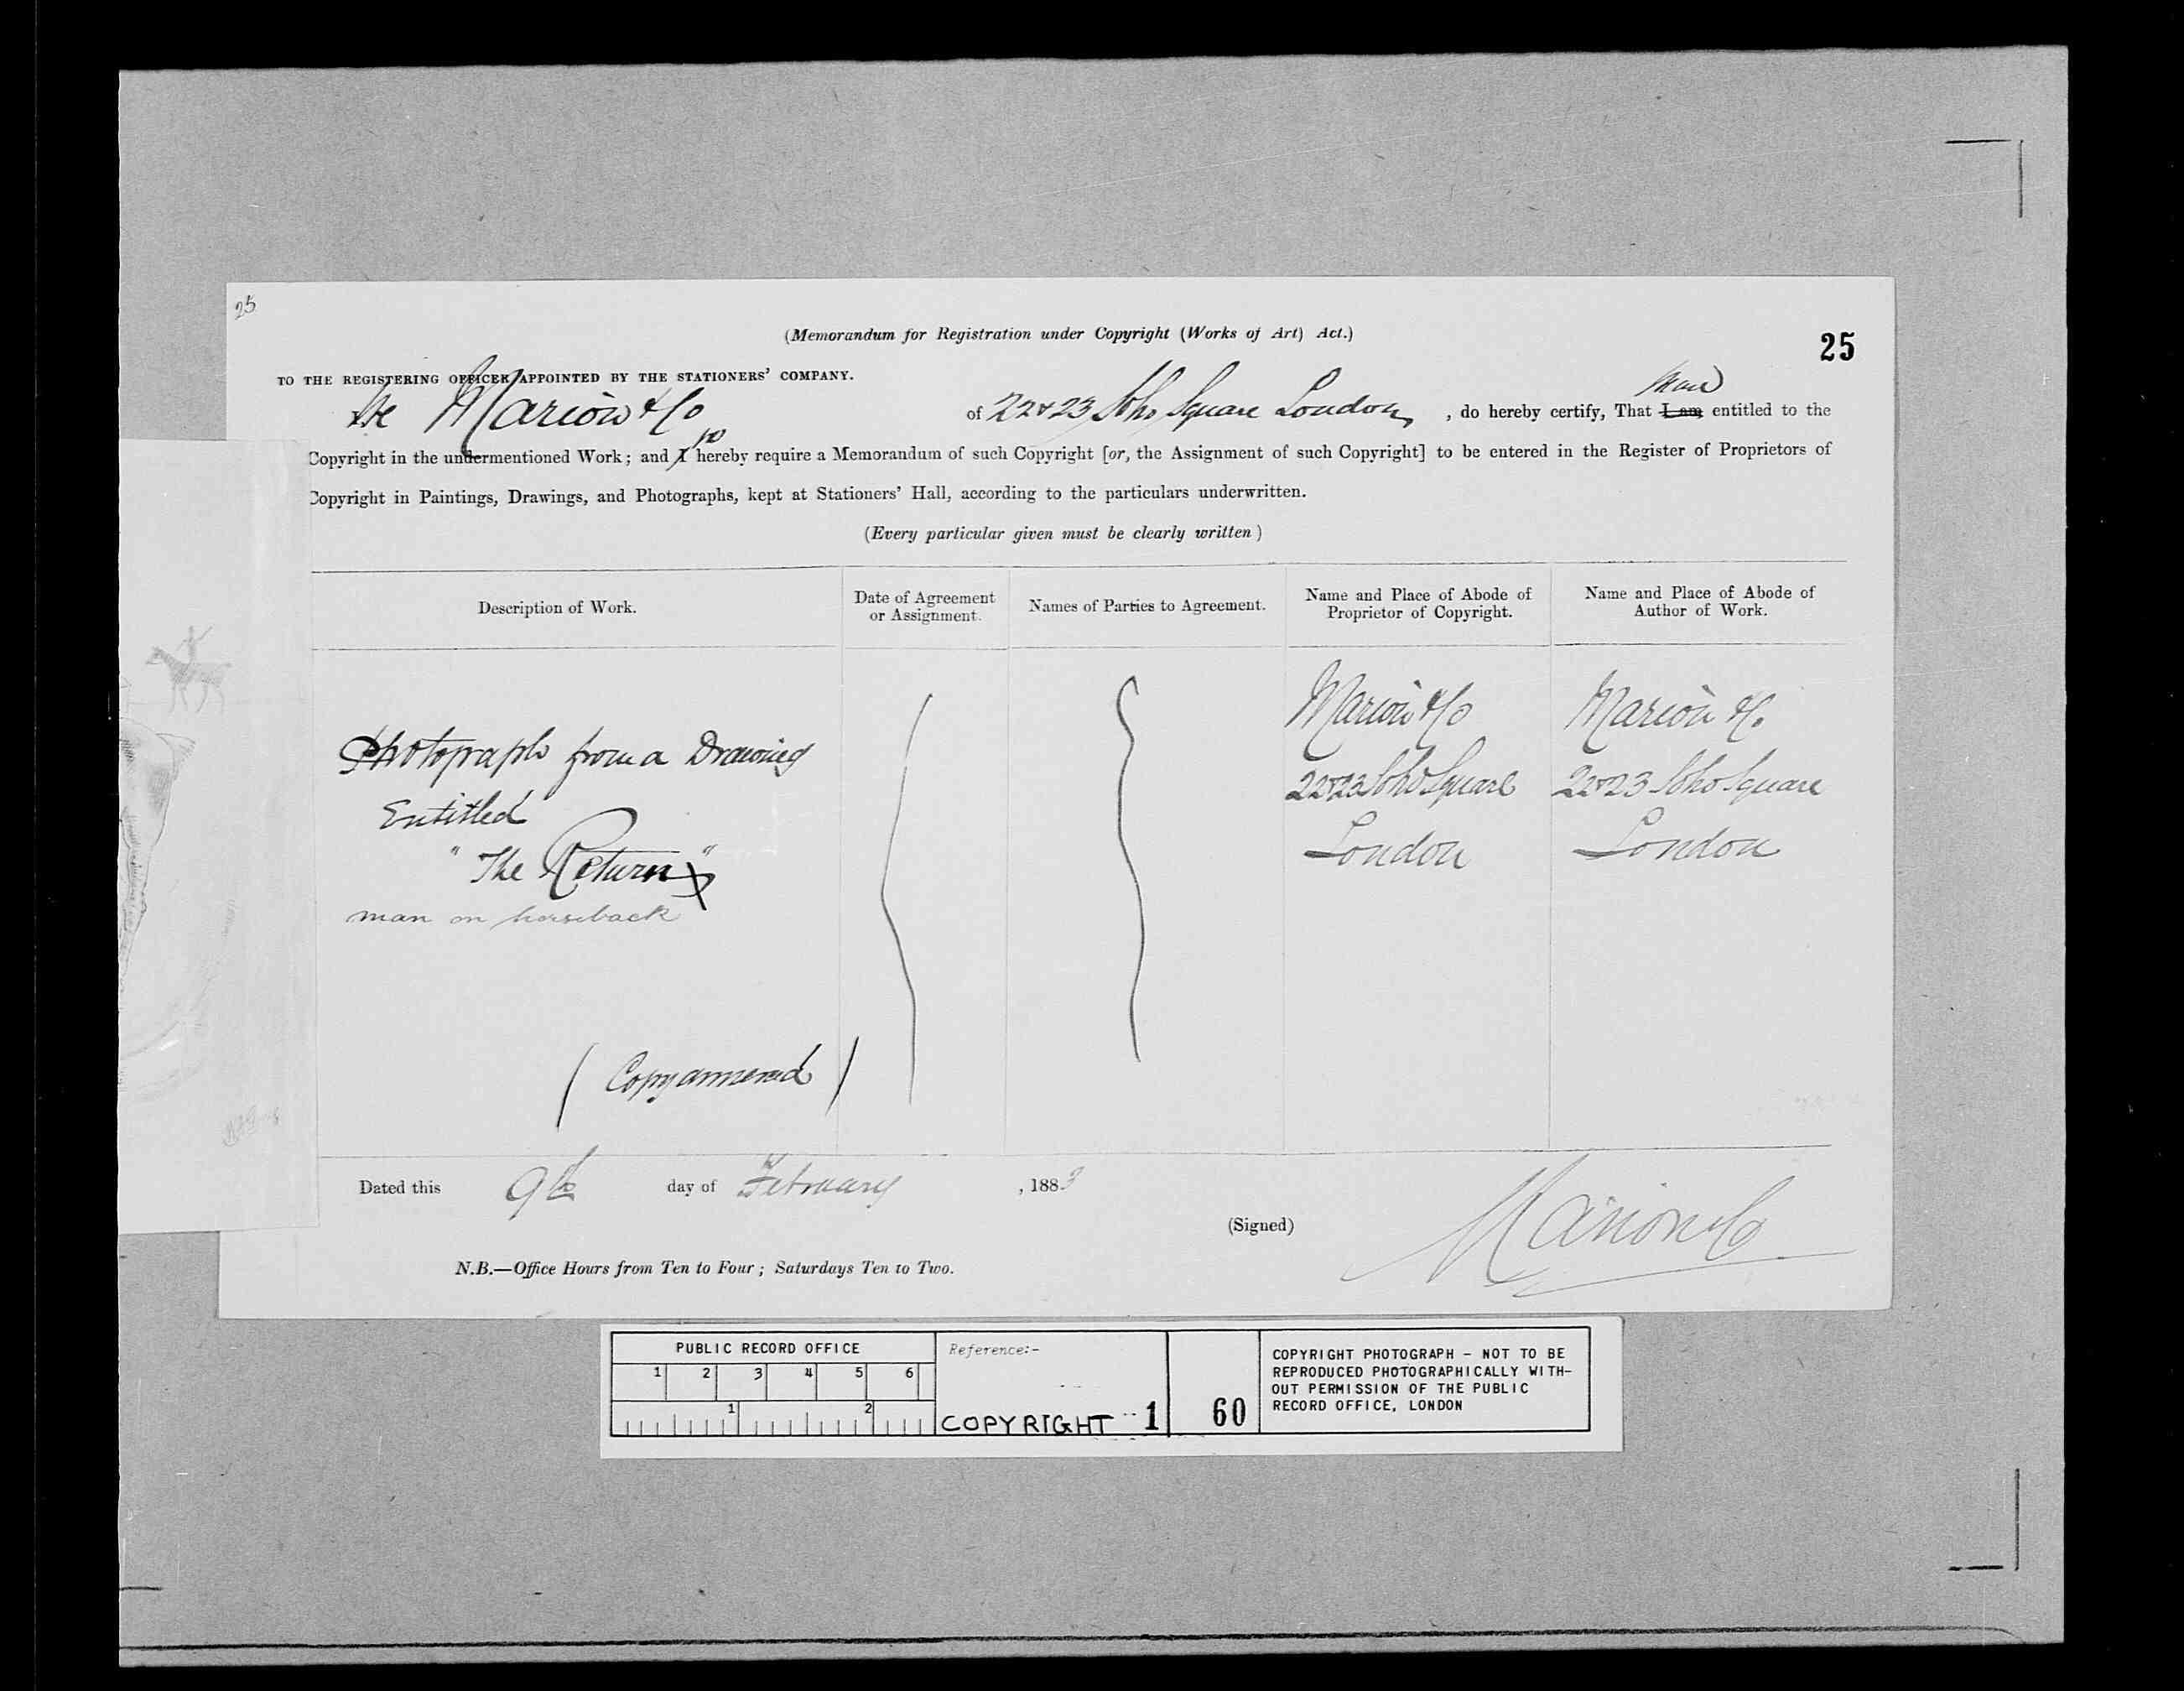 25
(Memorandum for Registration under Copyright (Works of Art) Act.)
25
TO THE REGISTERING OFFICER APPOINTED BY THE STATIONERS' COMPANY.
We Marion & Co of 22 & 23 Soho Square London, do hereby certify, That I am entitled to the
Copyright in the undermentioned Work; and I hereby require a Memorandum of such Copyright [or, the Assignment of such Copyright] to be entered in the Register of Proprietors of
Copyright in Paintings, Drawings, and Photographs, kept at Stationers' Hall, according to the particulars underwritten.
(Every particular given must be clearly written)
Description of Work.
Date of Agreement
or Assignment.
Names of Parties to Agreement.
Name and Place of Abode of
Proprietor of Copyright.
Name and Place of Abode of
Author of Work.
Photograph from a Drawing
Entitled
"The Return"
man on horseback
(Copy annexed)
Marion & Co
22 & 23 Soho Square
London
Marion & Co
22 & 23 Soho Square
London
Dated this 9th day of February, 1883
(Signed) Marion & Co
N.B.—Office Hours from Ten to Four; Saturdays Ten to Two.
PUBLIC RECORD OFFICE
1 2 3 4 5 6
1 2
Reference:-
COPYRIGHT 1 60
COPYRIGHT PHOTOGRAPH - NOT TO BE
REPRODUCED PHOTOGRAPHICALLY WITH-
OUT PERMISSION OF THE PUBLIC
RECORD OFFICE, LONDON